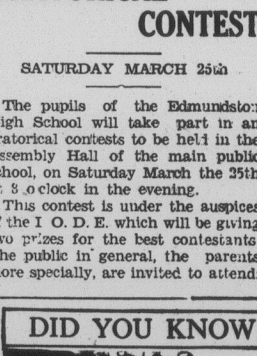 CONTEST
SATURDAY MARCH 25th
The pupils of the Edmundston
igh School will take part in an
ratorical contests to be held in the
ssembly Hall of the main public
chool, on Saturday March the 25th
t 8 o clock in the evening.
This contest is under the auspices
f the I O. D. E. which will be giving
wo prizes for the best contestants
he public in general, the parents
ore specially, are invited to attend:
DID YOU KNOW